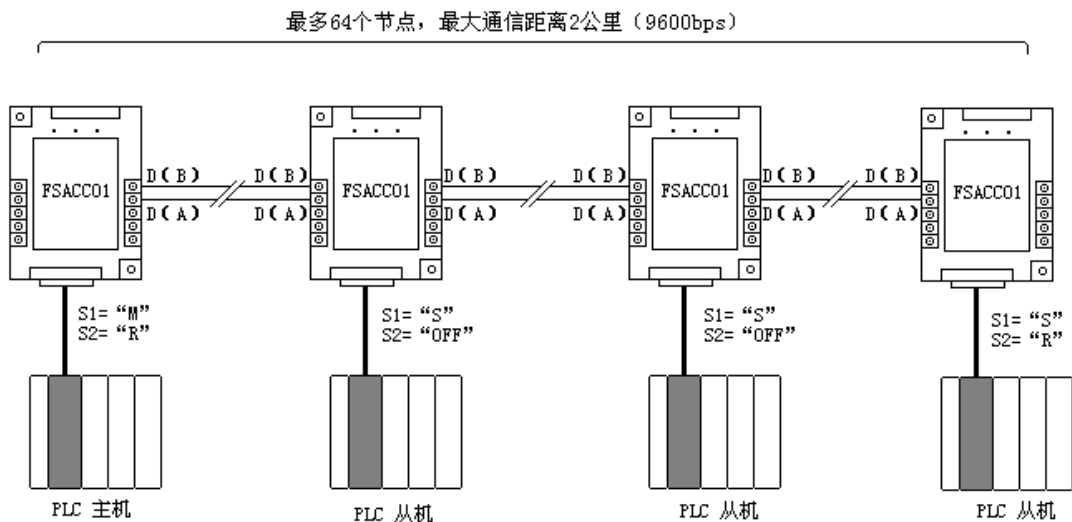 最多64个节点，最大通信距离2公里（9600bps）
FSACC01
D(B)
D(A)
D(B)
D(A)
FSACC01
D(B)
D(A)
D(B)
D(A)
FSACC01
D(B)
D(A)
D(B)
D(A)
FSACC01
S1=“M”
S2=“R”
S1=“S”
S2=“OFF”
S1=“S”
S2=“OFF”
S1=“S”
S2=“R”
PLC 主机
PLC 从机
PLC 从机
PLC 从机